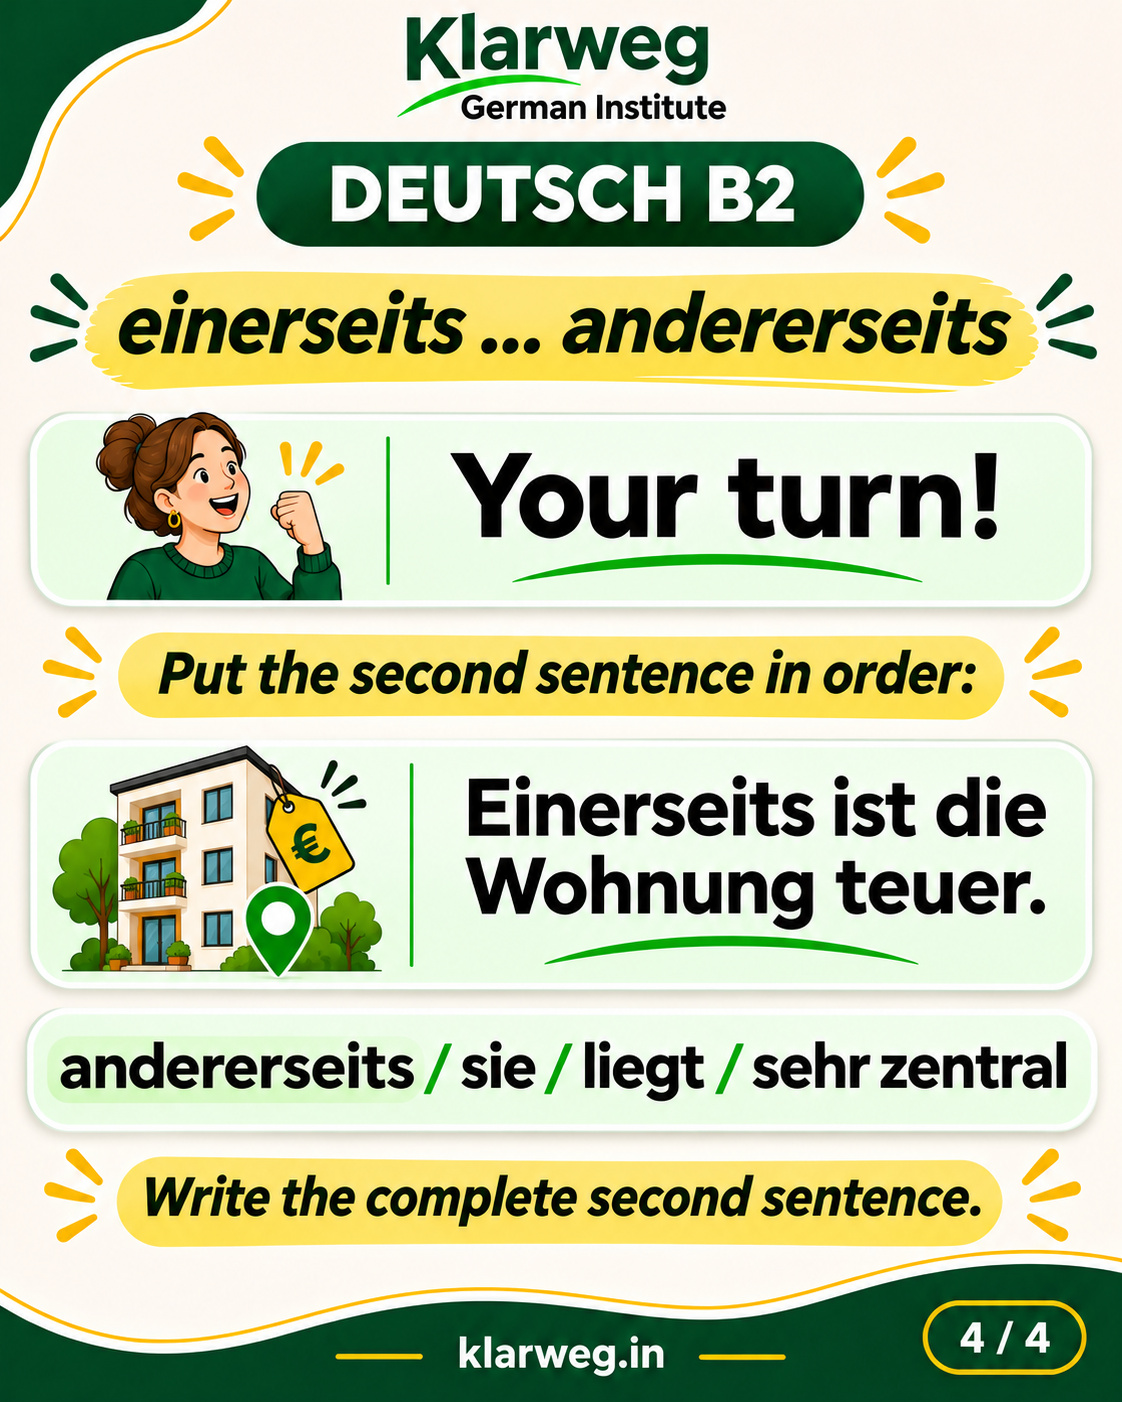 Klarweg
German Institute
DEUTSCH B2
einerseits ... andererseits
Your turn!
Put the second sentence in order:
€
Einerseits ist die
Wohnung teuer.
andererseits / sie / liegt / sehr zentral
Write the complete second sentence.
klarweg.in
4 / 4